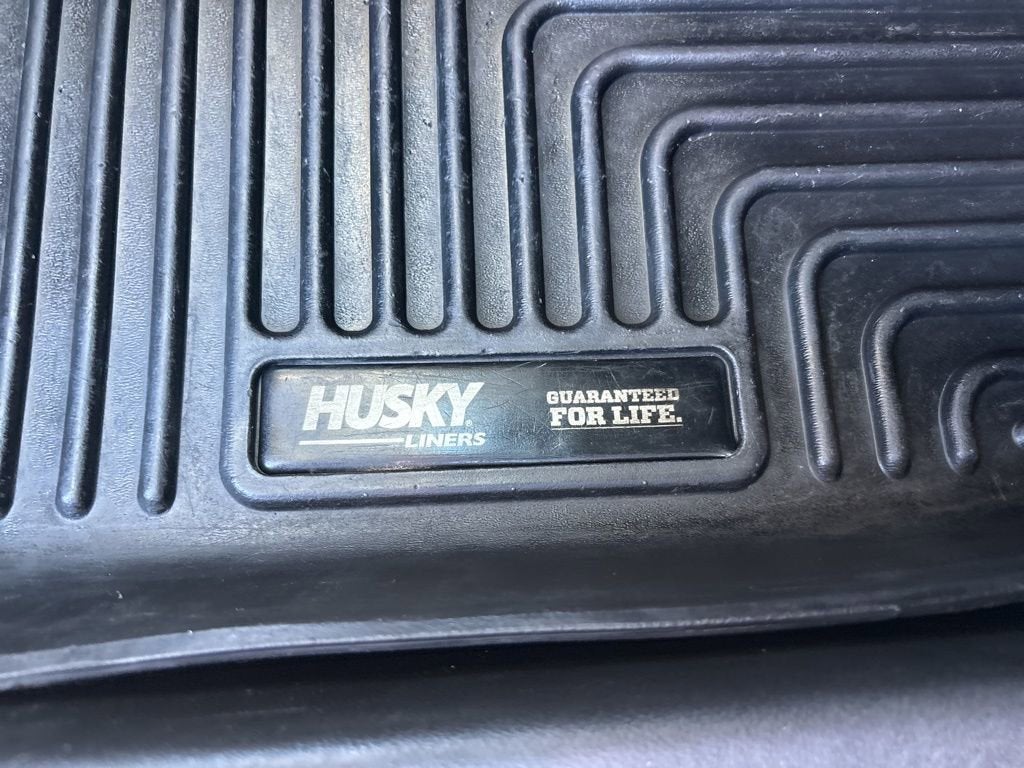 HUSKY®
LINERS
GUARANTEED
FOR LIFE.